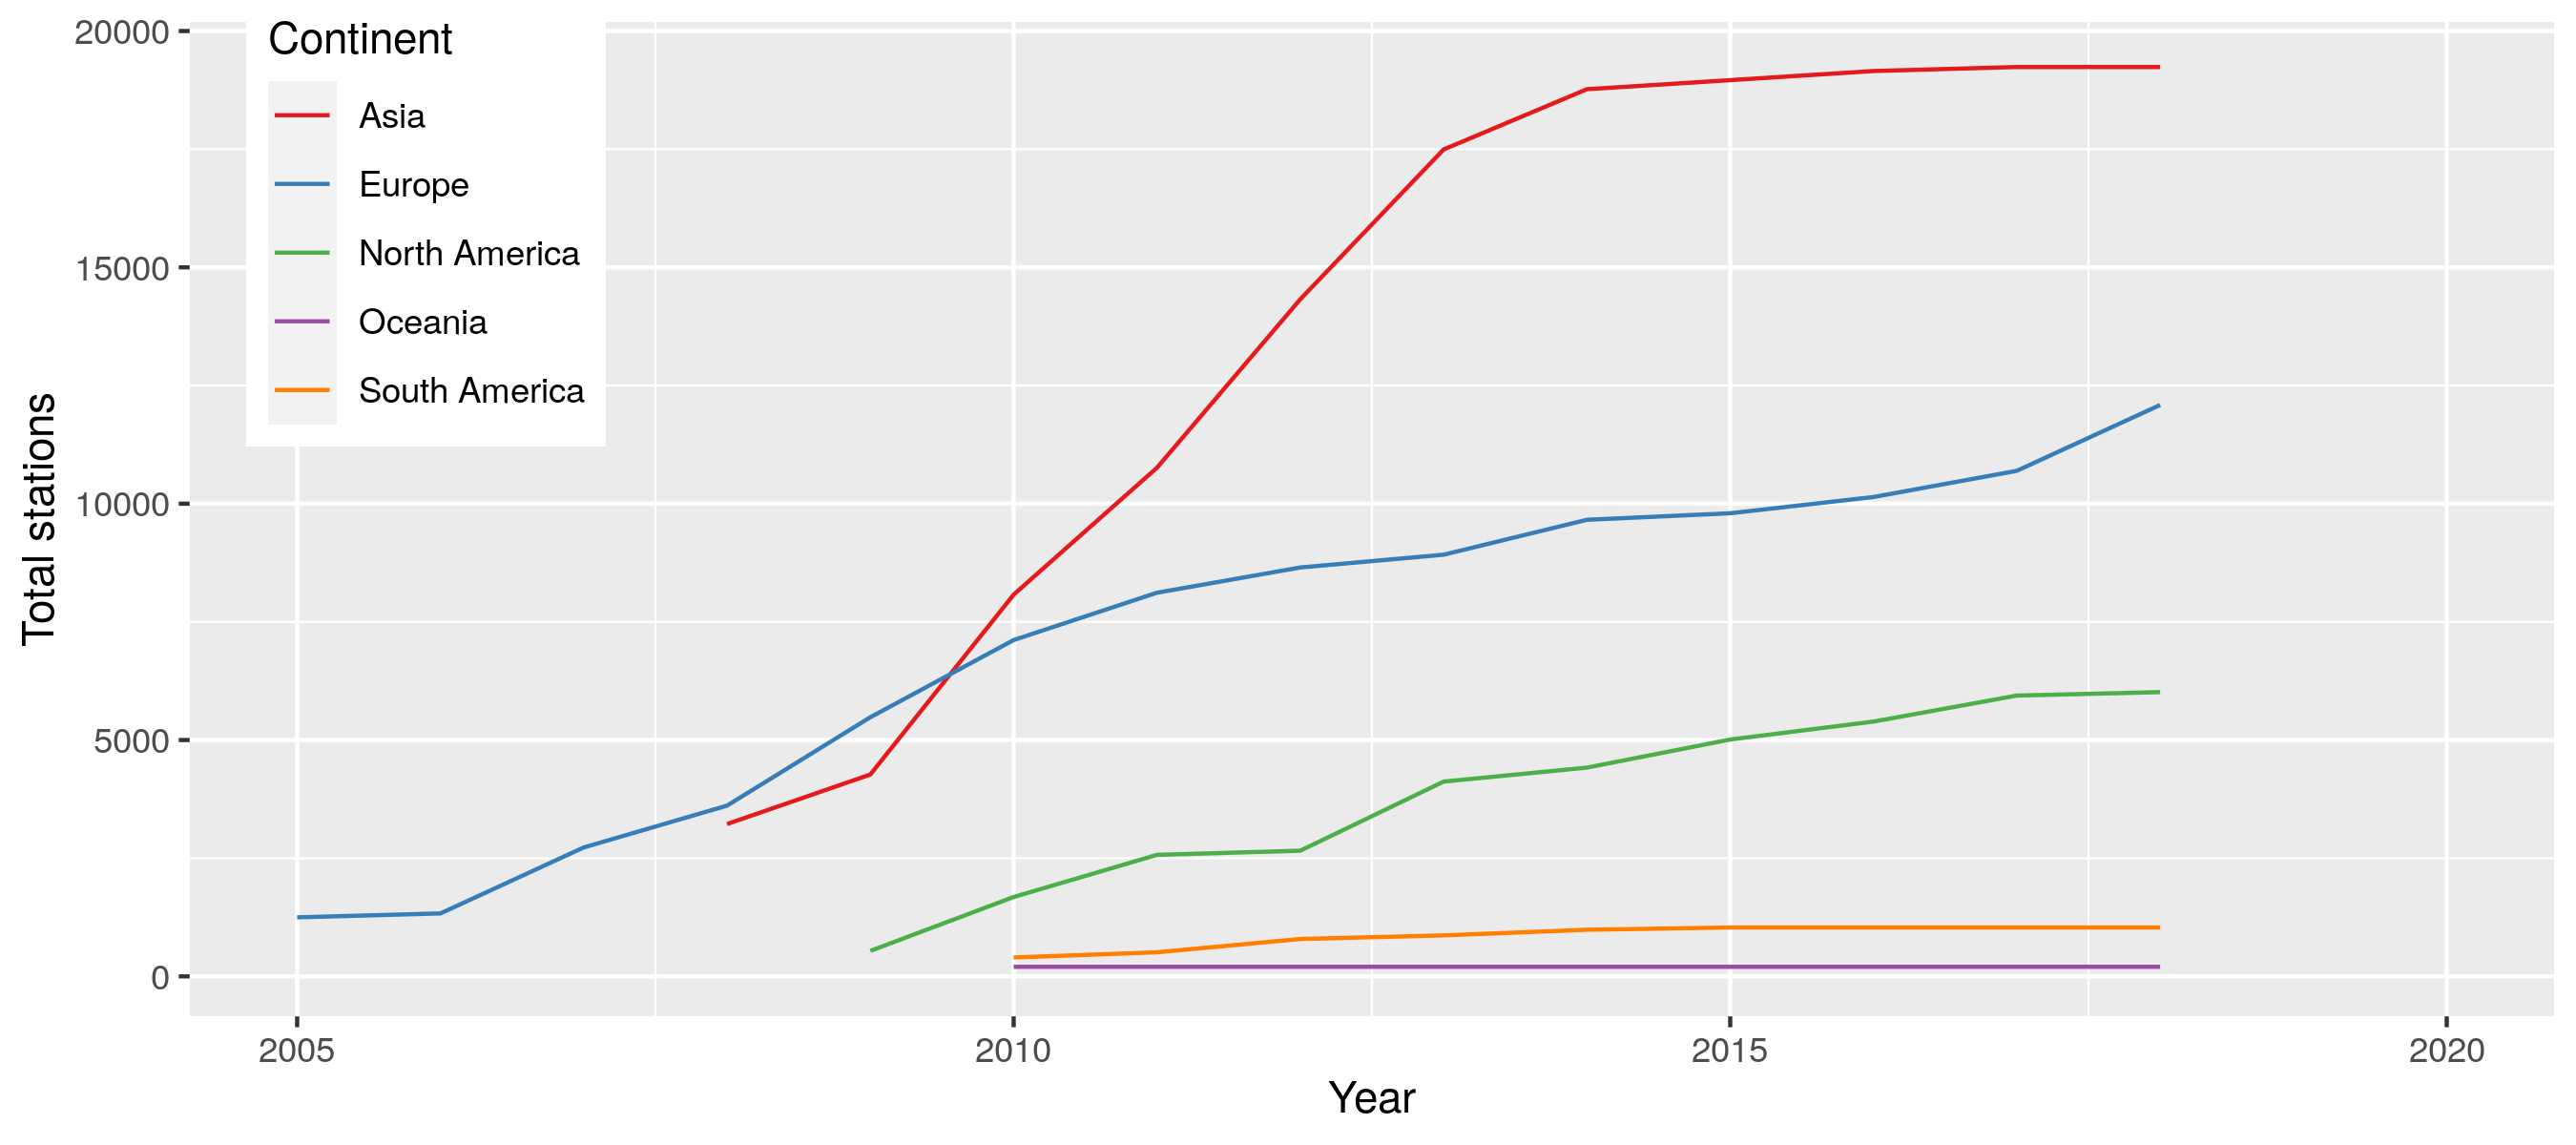 Continent
Asia
Europe
North America
Oceania
South America
Total stations
20000
15000
10000
5000
0
2005 2010 2015 2020
Year